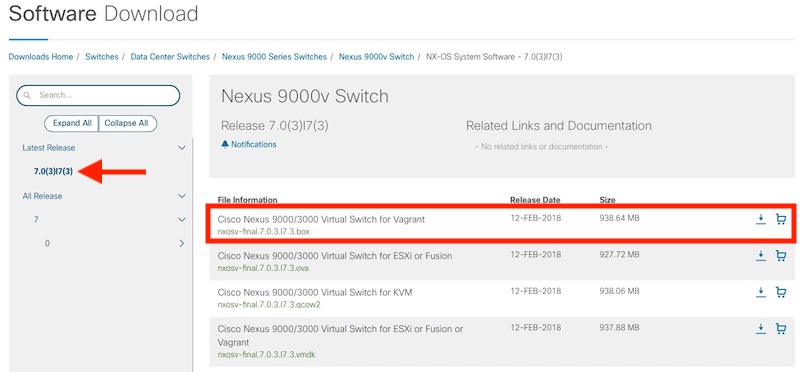 Software Download
Downloads Home / Switches / Data Center Switches / Nexus 9000 Series Switches / Nexus 9000v Switch / NX-OS System Software - 7.0(3)I7(3)
Search...
Expand All Collapse All
Latest Release
7.0(3)I7(3)
All Release
7
0
Nexus 9000v Switch
Release 7.0(3)I7(3)
Notifications
Related Links and Documentation
- No related links or documentation -
File Information Release Date Size
Cisco Nexus 9000/3000 Virtual Switch for Vagrant 12-FEB-2018 938.64 MB
nxosv-final.7.0.3.I7.3.box
Cisco Nexus 9000/3000 Virtual Switch for ESXi or Fusion 12-FEB-2018 927.72 MB
nxosv-final.7.0.3.I7.3.ova
Cisco Nexus 9000/3000 Virtual Switch for KVM 12-FEB-2018 938.06 MB
nxosv-final.7.0.3.I7.3.qcow2
Cisco Nexus 9000/3000 Virtual Switch for ESXi or Fusion or 12-FEB-2018 937.88 MB
Vagrant
nxosv-final.7.0.3.I7.3.vmdk